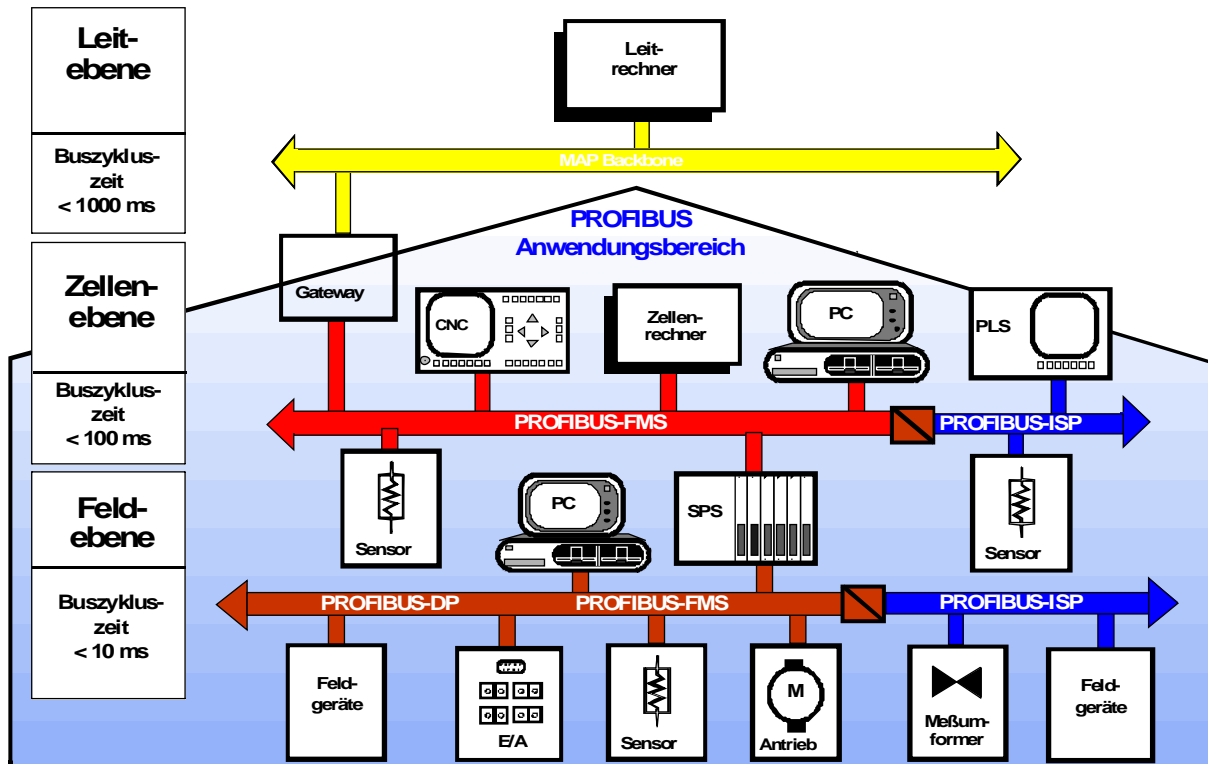 Leit-
ebene
Buszyklus-
zeit
< 1000 ms
Leit-
rechner
MAP Backbone
PROFIBUS
Anwendungsbereich
Zellen-
ebene
Buszyklus-
zeit
< 100 ms
Gateway
CNC
Zellen-
rechner
PC
PLS
PROFIBUS-FMS
PROFIBUS-ISP
Feld-
ebene
Buszyklus-
zeit
< 10 ms
Sensor
PC
SPS
Sensor
PROFIBUS-DP
PROFIBUS-FMS
PROFIBUS-ISP
Feld-
geräte
E/A
Sensor
M
Antrieb
Meßum-
former
Feld-
geräte